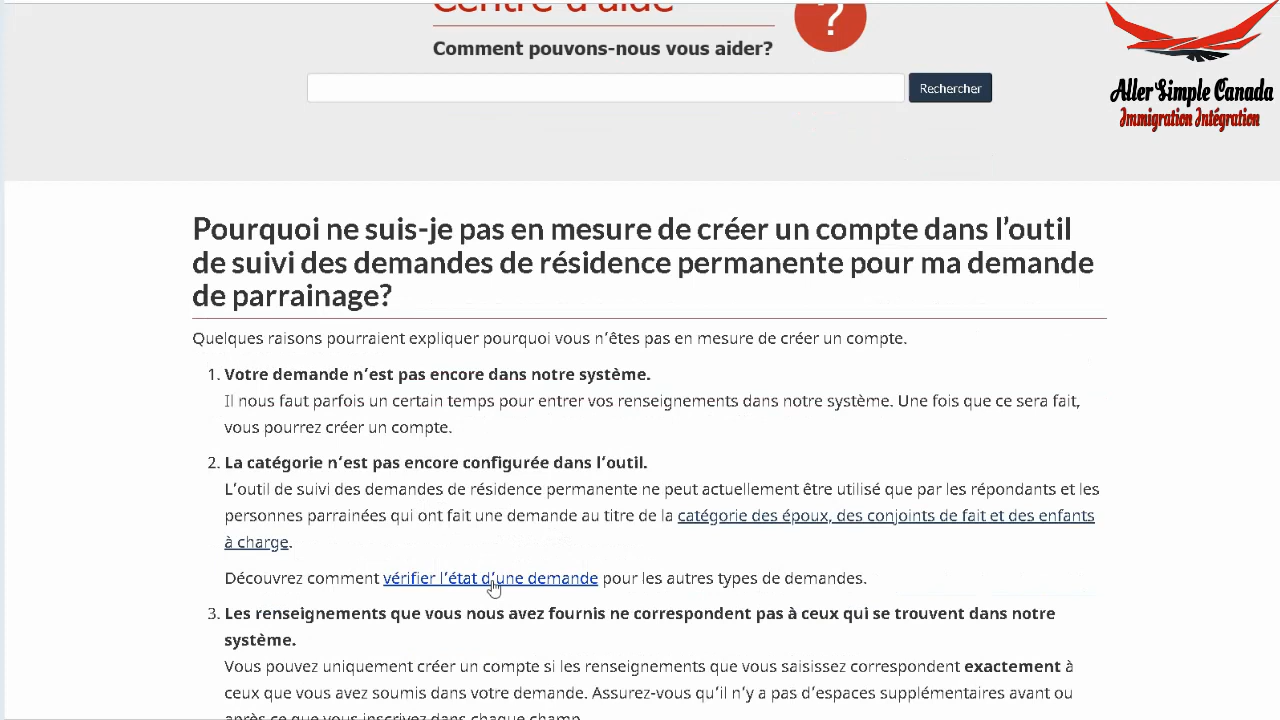 Centre d'aide
?
Comment pouvons-nous vous aider?
Rechercher
Aller Simple Canada
Immigration Intégration
Pourquoi ne suis-je pas en mesure de créer un compte dans l’outil
de suivi des demandes de résidence permanente pour ma demande
de parrainage?
Quelques raisons pourraient expliquer pourquoi vous n’êtes pas en mesure de créer un compte.
1. Votre demande n’est pas encore dans notre système.
Il nous faut parfois un certain temps pour entrer vos renseignements dans notre système. Une fois que ce sera fait,
vous pourrez créer un compte.
2. La catégorie n’est pas encore configurée dans l’outil.
L’outil de suivi des demandes de résidence permanente ne peut actuellement être utilisé que par les répondants et les
personnes parrainées qui ont fait une demande au titre de la catégorie des époux, des conjoints de fait et des enfants
à charge.
Découvrez comment vérifier l’état d’une demande pour les autres types de demandes.
3. Les renseignements que vous nous avez fournis ne correspondent pas à ceux qui se trouvent dans notre
système.
Vous pouvez uniquement créer un compte si les renseignements que vous saisissez correspondent exactement à
ceux que vous avez soumis dans votre demande. Assurez-vous qu’il n’y a pas d’espaces supplémentaires avant ou
après ce que vous inscrivez dans chaque champ.